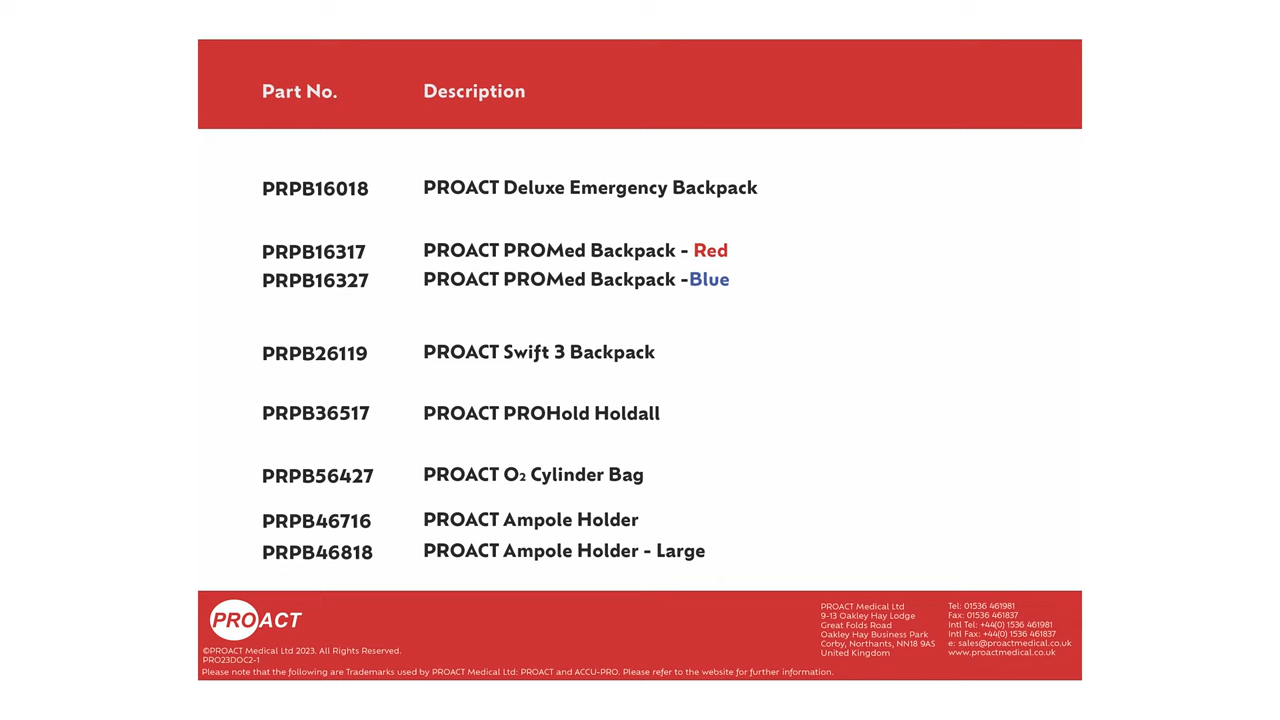 Part No. Description
PRPB16018 PROACT Deluxe Emergency Backpack
PRPB16317 PROACT PROMed Backpack - Red
PRPB16327 PROACT PROMed Backpack -Blue
PRPB26119 PROACT Swift 3 Backpack
PRPB36517 PROACT PROHold Holdall
PRPB56427 PROACT O₂ Cylinder Bag
PRPB46716 PROACT Ampole Holder
PRPB46818 PROACT Ampole Holder - Large
PROACT
©PROACT Medical Ltd 2023. All Rights Reserved.
PRO23DOC2-1
Please note that the following are Trademarks used by PROACT Medical Ltd: PROACT and ACCU-PRO. Please refer to the website for further information.
PROACT Medical Ltd
9-13 Oakley Hay Lodge
Great Folds Road
Oakley Hay Business Park
Corby, Northants, NN18 9AS
United Kingdom
Tel: 01536 461981
Fax: 01536 461837
Intl Tel: +44(0) 1536 461981
Intl Fax: +44(0) 1536 461837
e: sales@proactmedical.co.uk
www.proactmedical.co.uk